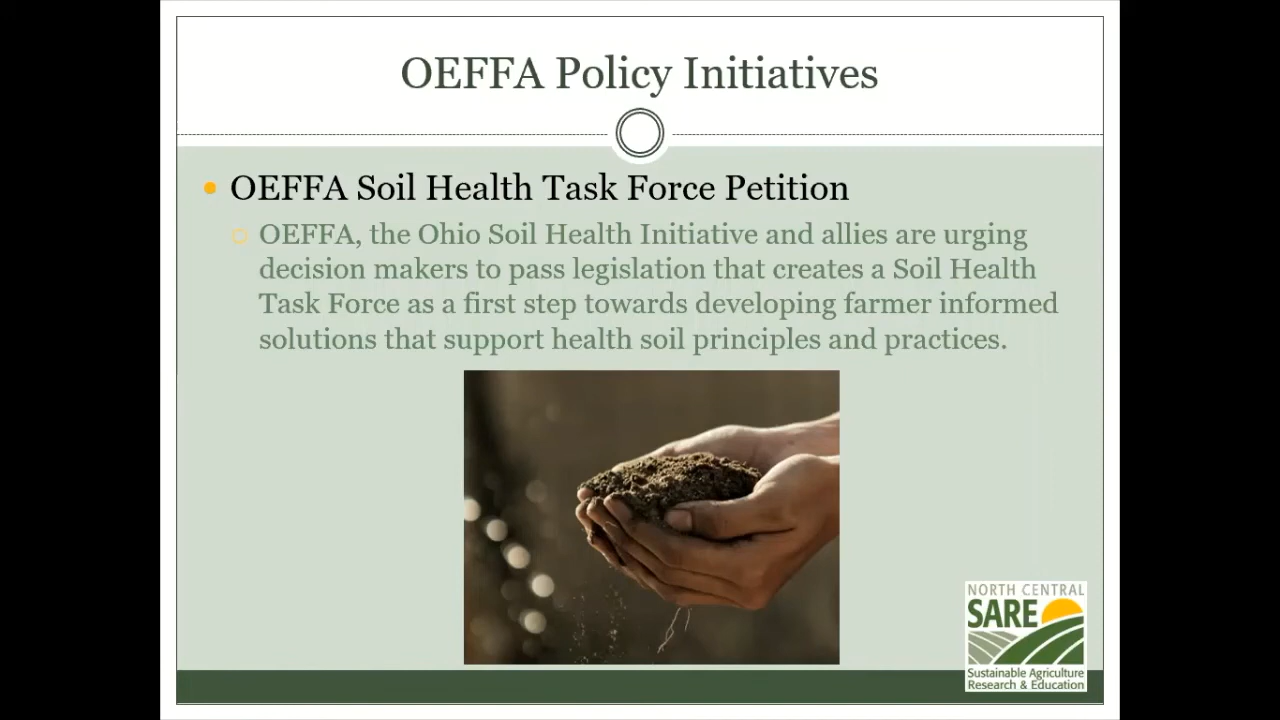 OEFFA Policy Initiatives
OEFFA Soil Health Task Force Petition
OEFFA, the Ohio Soil Health Initiative and allies are urging
decision makers to pass legislation that creates a Soil Health
Task Force as a first step towards developing farmer informed
solutions that support health soil principles and practices.
NORTH CENTRAL
SARE
Sustainable Agriculture
Research & Education